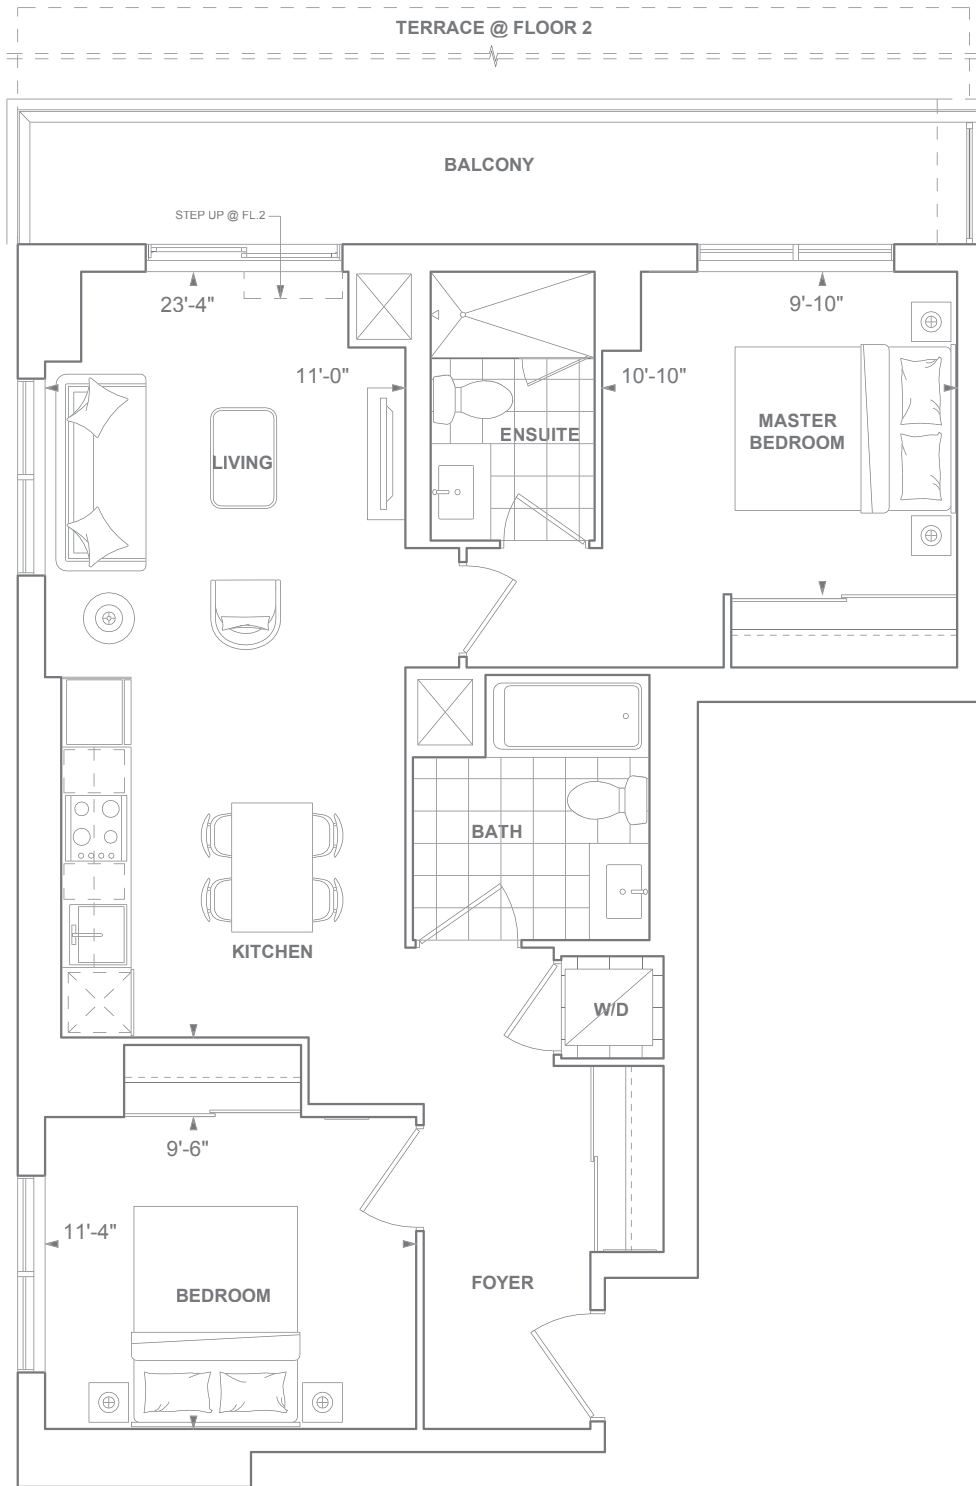 TERRACE @ FLOOR 2
BALCONY
STEP UP @ FL.2
23'-4"
9'-10"
11'-0"
10'-10"
MASTER
BEDROOM
ENSUITE
LIVING
BATH
KITCHEN
W/D
9'-6"
11'-4"
FOYER
BEDROOM